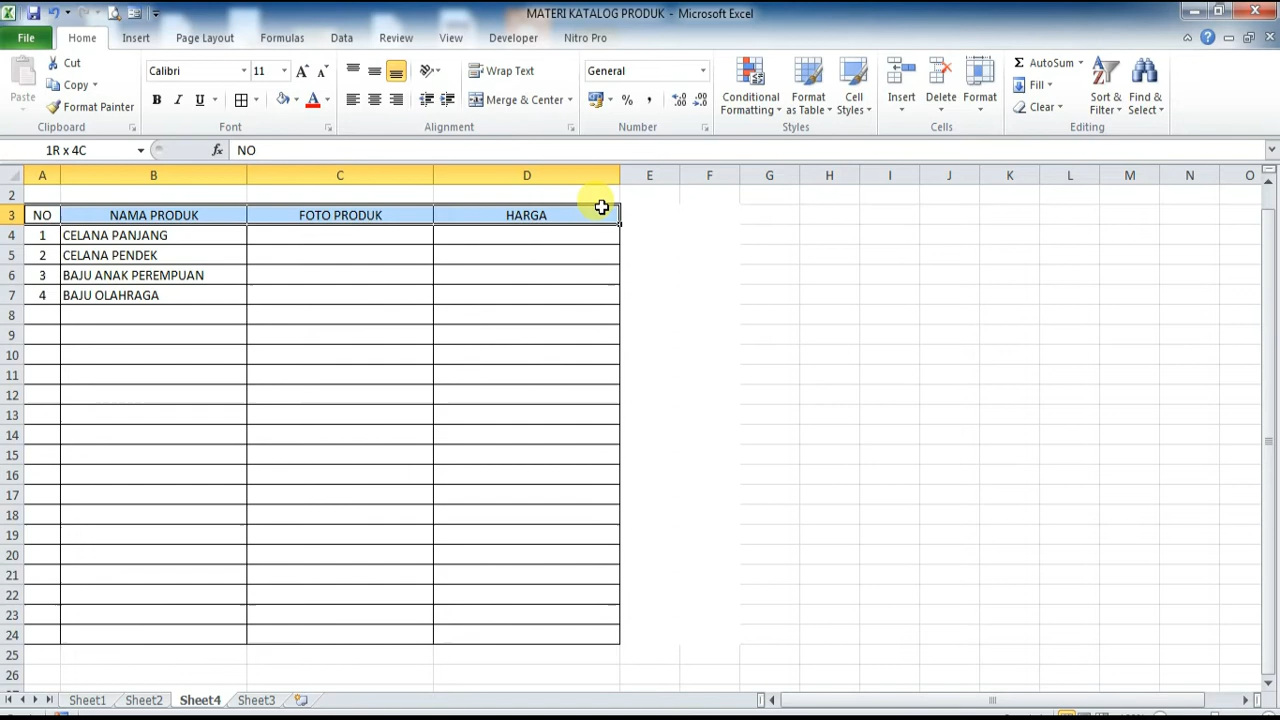 MATERI KATALOG PRODUK - Microsoft Excel
File Home Insert Page Layout Formulas Data Review View Developer Nitro Pro
Cut
Copy
Format Painter
Paste
Clipboard
Calibri 11
B I U
Font
Wrap Text
Merge & Center
Alignment
General
%
Number
Conditional Formatting
Format as Table
Cell Styles
Styles
Insert Delete Format
Cells
Σ AutoSum
Fill
Clear
Sort & Filter
Find & Select
Editing
1R x 4C fx NO
A B C D E F G H I J K L M N O
2
3 NO NAMA PRODUK FOTO PRODUK HARGA
4 1 CELANA PANJANG
5 2 CELANA PENDEK
6 3 BAJU ANAK PEREMPUAN
7 4 BAJU OLAHRAGA
8
9
10
11
12
13
14
15
16
17
18
19
20
21
22
23
24
25
26
Sheet1 Sheet2 Sheet4 Sheet3